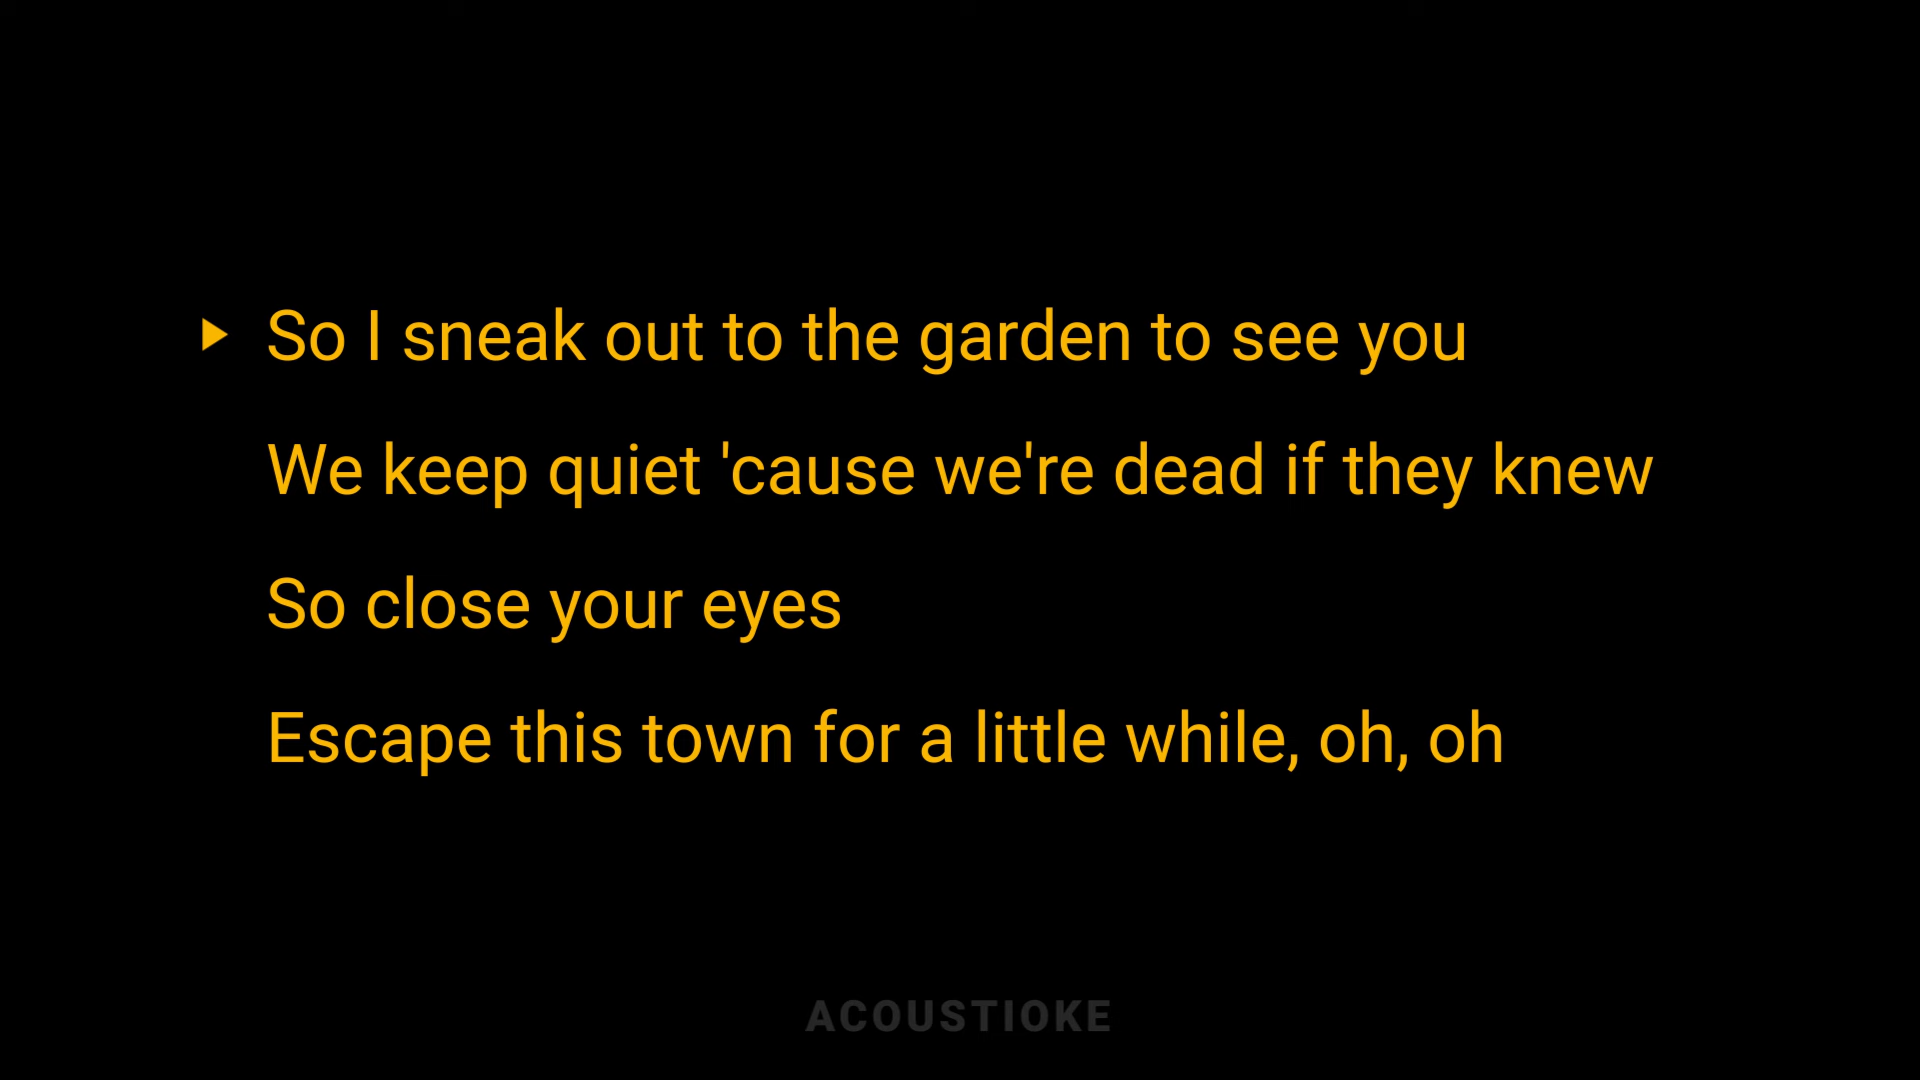 So I sneak out to the garden to see you
We keep quiet 'cause we're dead if they knew
So close your eyes
Escape this town for a little while, oh, oh
ACOUSTIOKE